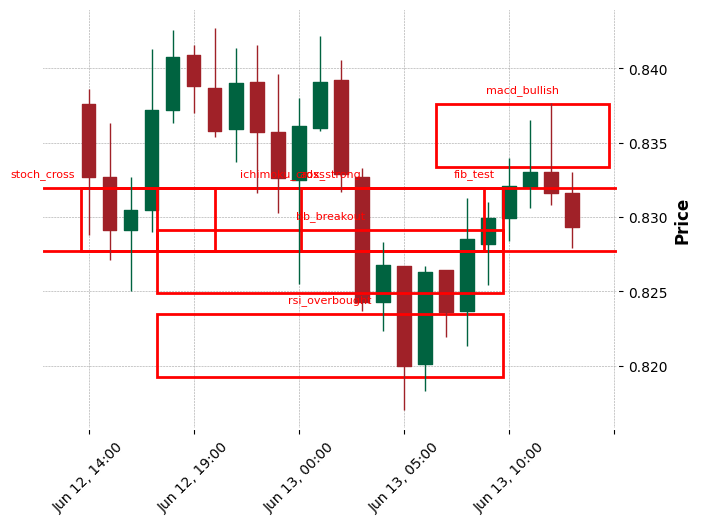 0.840
macd_bullish
0.835
stoch_cross
fib_test
0.830
bb_breakout
Price
0.825
rsi_overbought
0.820
Jun 12, 14:00
Jun 12, 19:00
Jun 13, 00:00
Jun 13, 05:00
Jun 13, 10:00